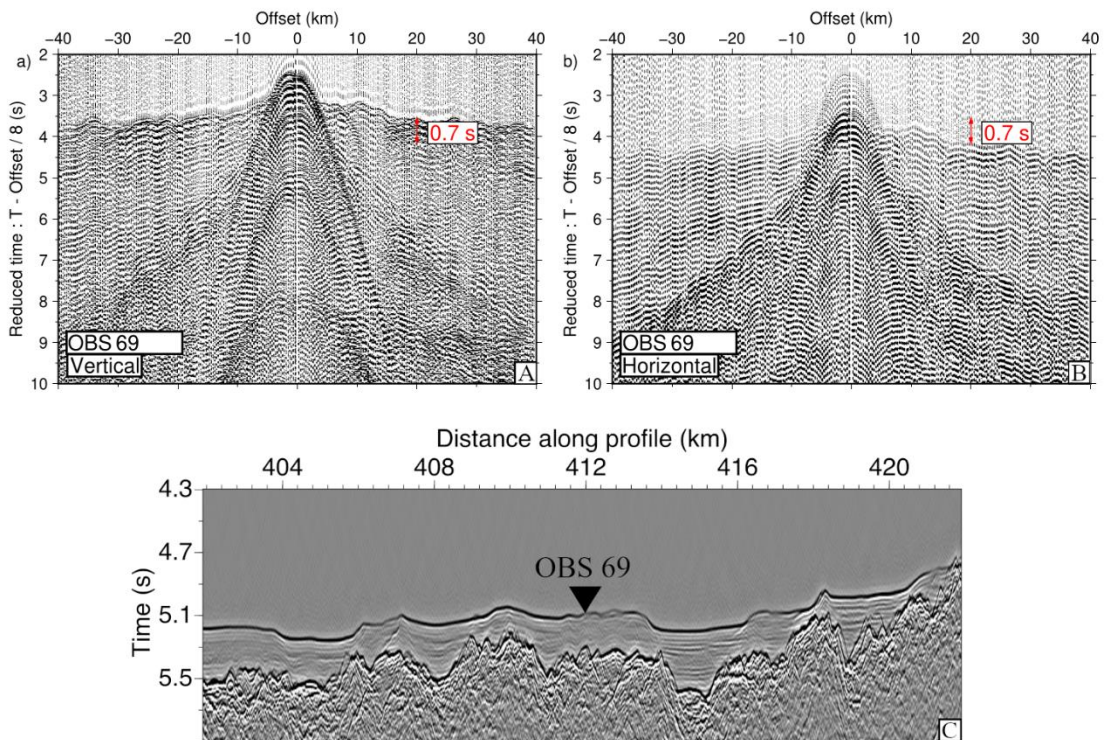 Offset (km)
−40 −30 −20 −10 0 10 20 30 40
a)
2
3
4
5
6
7
8
9
10
Reduced time : T - Offset / 8 (s)
0.7 s
OBS 69
Vertical
A
Offset (km)
−40 −30 −20 −10 0 10 20 30 40
b)
2
3
4
5
6
7
8
9
10
Reduced time : T - Offset / 8 (s)
0.7 s
OBS 69
Horizontal
B
Distance along profile (km)
404 408 412 416 420
4.3
4.7
5.1
5.5
Time (s)
OBS 69
C